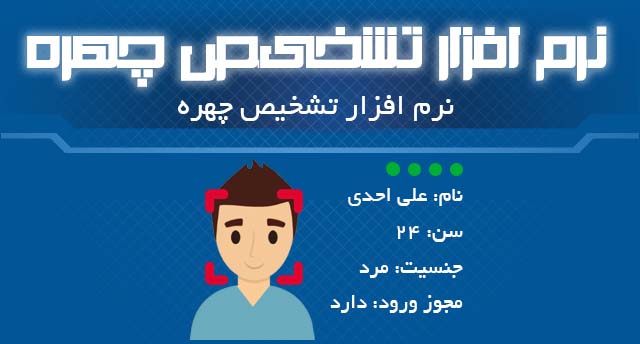 نرم افزار تشخیص چهره
نرم افزار تشخیص چهره
نام: علی احدی
سن: ۲۴
جنسیت: مرد
مجوز ورود: دارد